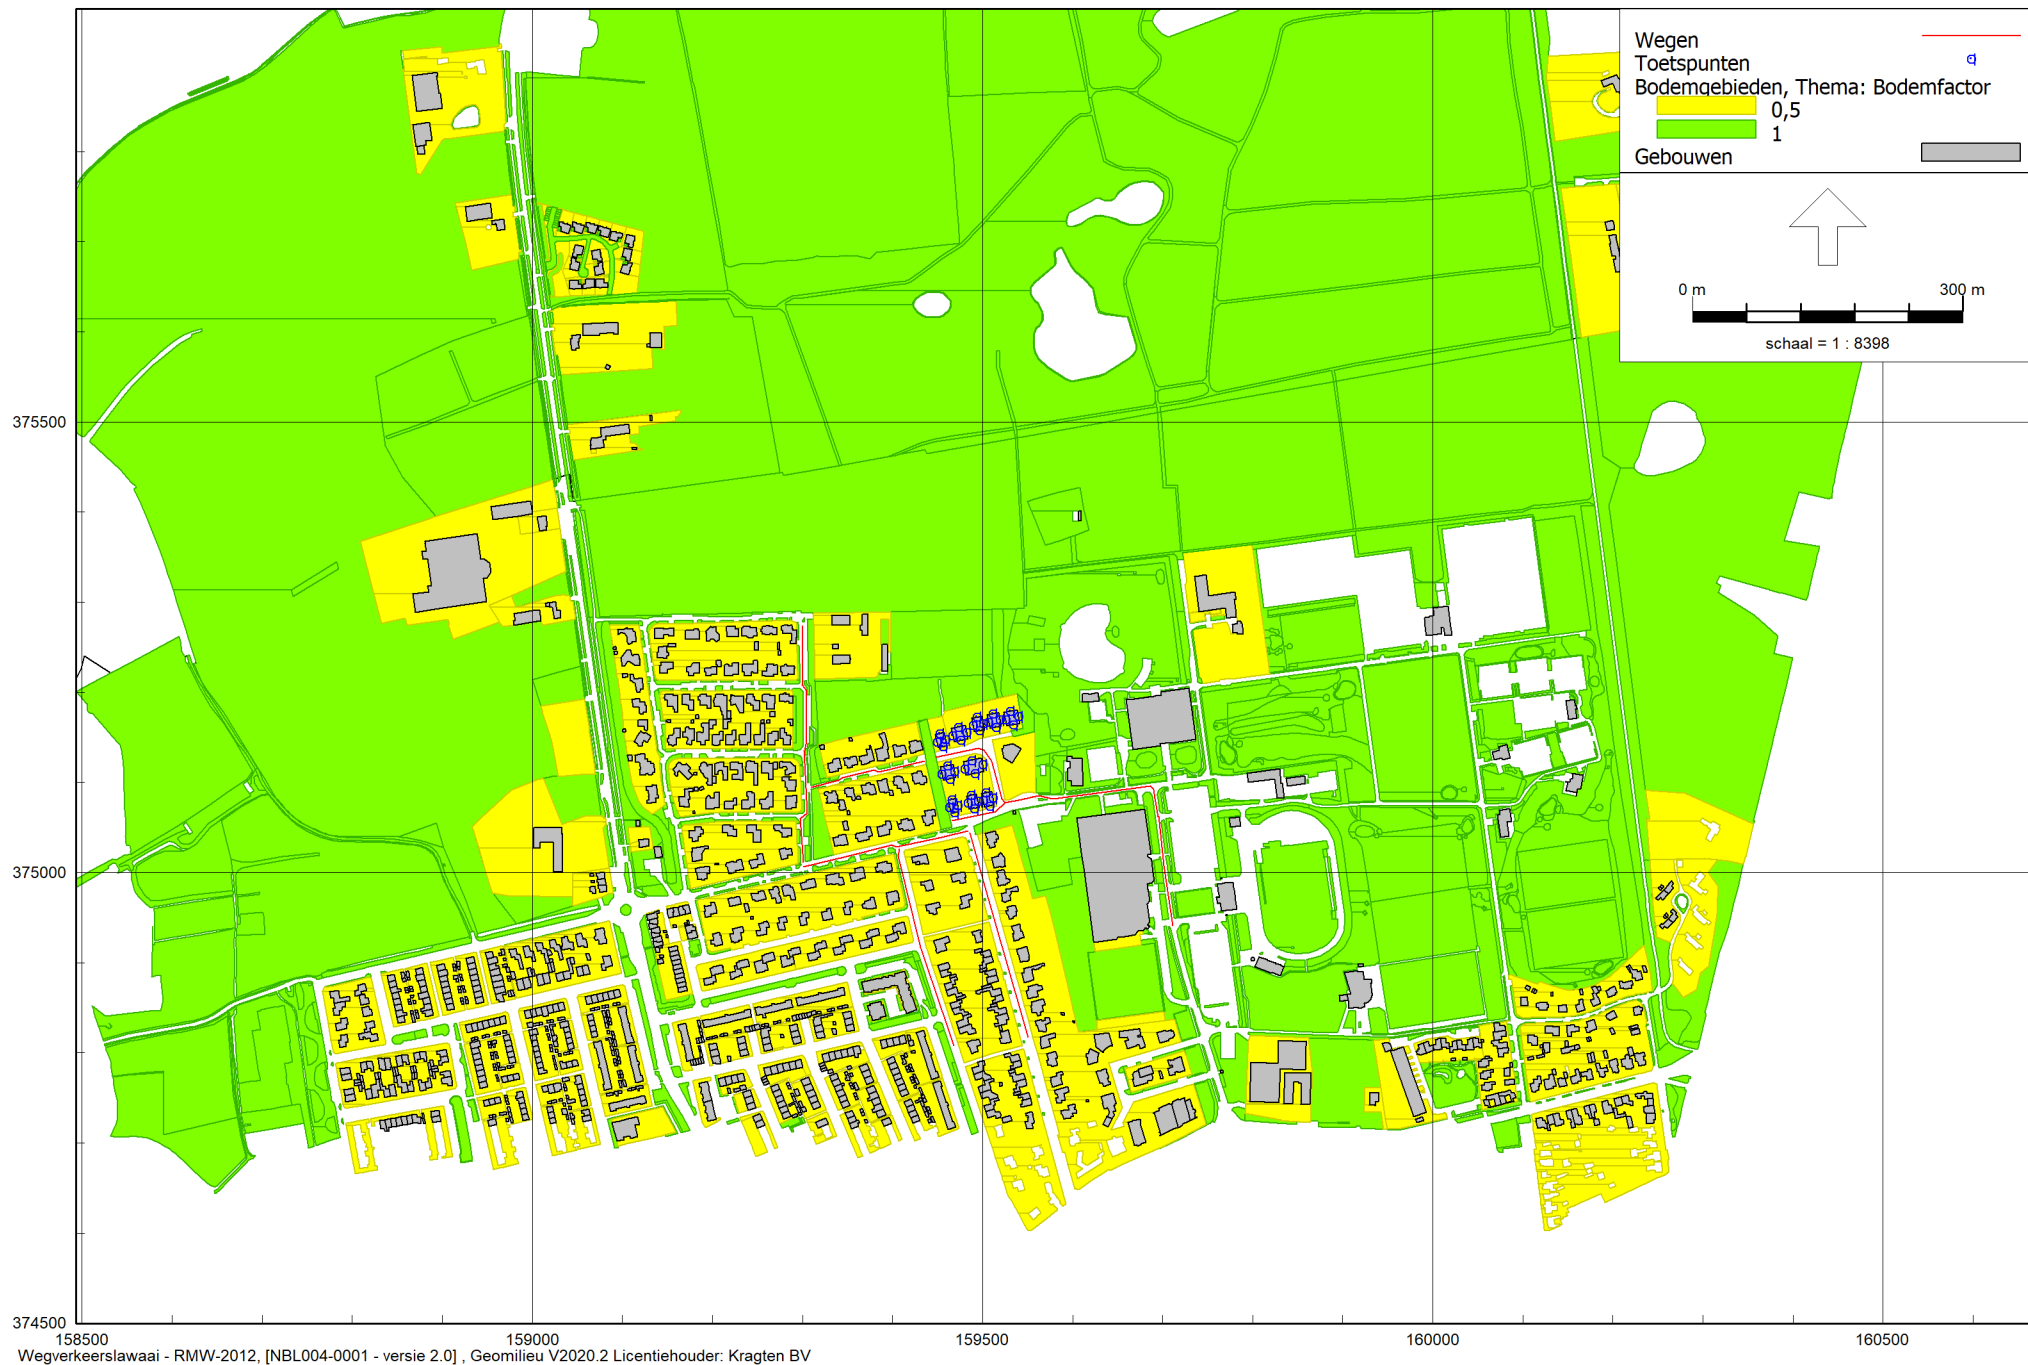 Wegen
Toetspunten
Bodemgebieden, Thema: Bodemfactor
0,5
1
Gebouwen
0 m 300 m
schaal = 1 : 8398
375500
375000
374500
158500 159000 159500 160000 160500
Wegverkeerslawaai - RMW-2012, [NBL004-0001 - versie 2.0] , Geomilieu V2020.2 Licentiehouder: Kragten BV